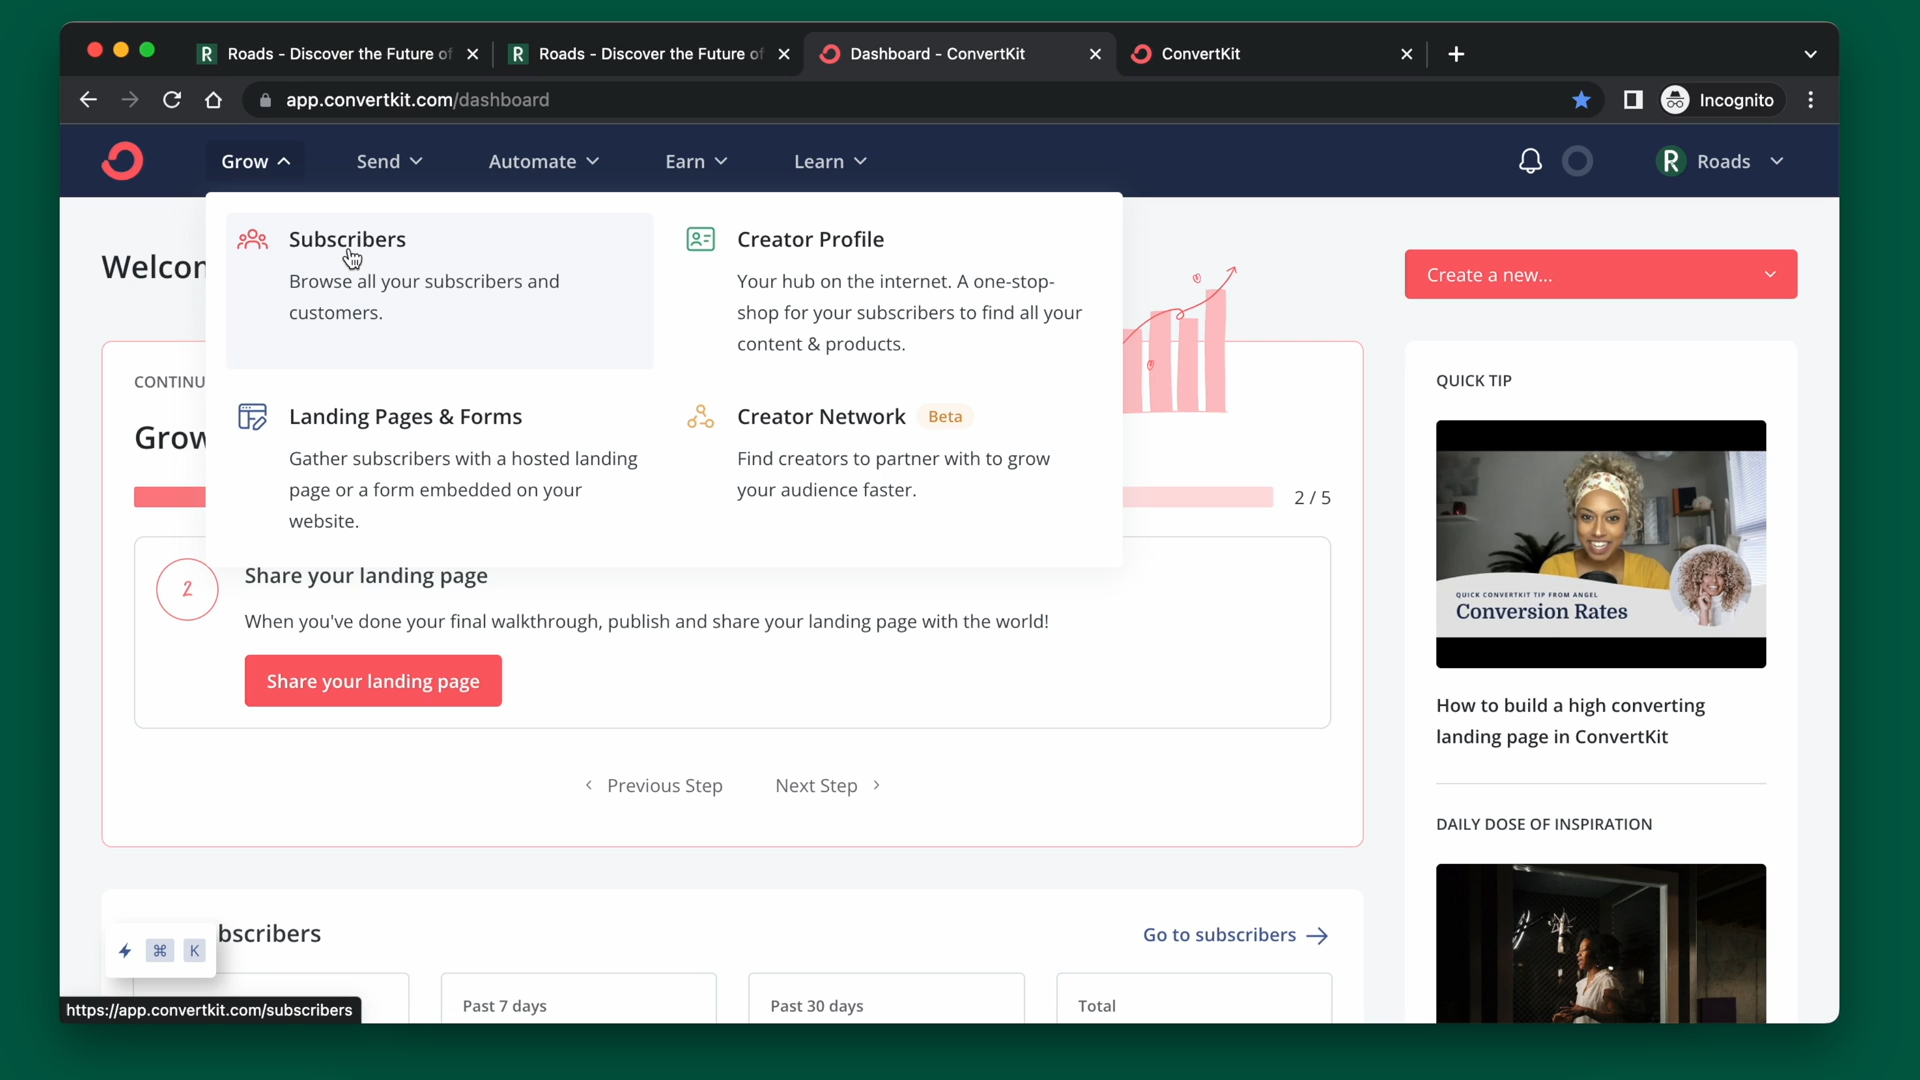 Roads - Discover the Future of
Roads - Discover the Future of
Dashboard - ConvertKit
ConvertKit
app.convertkit.com/dashboard
Incognito
Grow
Send
Automate
Earn
Learn
R Roads
Welcon
Create a new...
Subscribers
Browse all your subscribers and
customers.
Creator Profile
Your hub on the internet. A one-stop-
shop for your subscribers to find all your
content & products.
Landing Pages & Forms
Gather subscribers with a hosted landing
page or a form embedded on your
website.
Creator Network Beta
Find creators to partner with to grow
your audience faster.
CONTINU
Grow
2 / 5
2
Share your landing page
When you've done your final walkthrough, publish and share your landing page with the world!
Share your landing page
Previous Step
Next Step
QUICK TIP
QUICK CONVERTKIT TIP FROM ANGEL
Conversion Rates
How to build a high converting
landing page in ConvertKit
DAILY DOSE OF INSPIRATION
bscribers
Go to subscribers →
⌘ K
Past 7 days
Past 30 days
Total
https://app.convertkit.com/subscribers